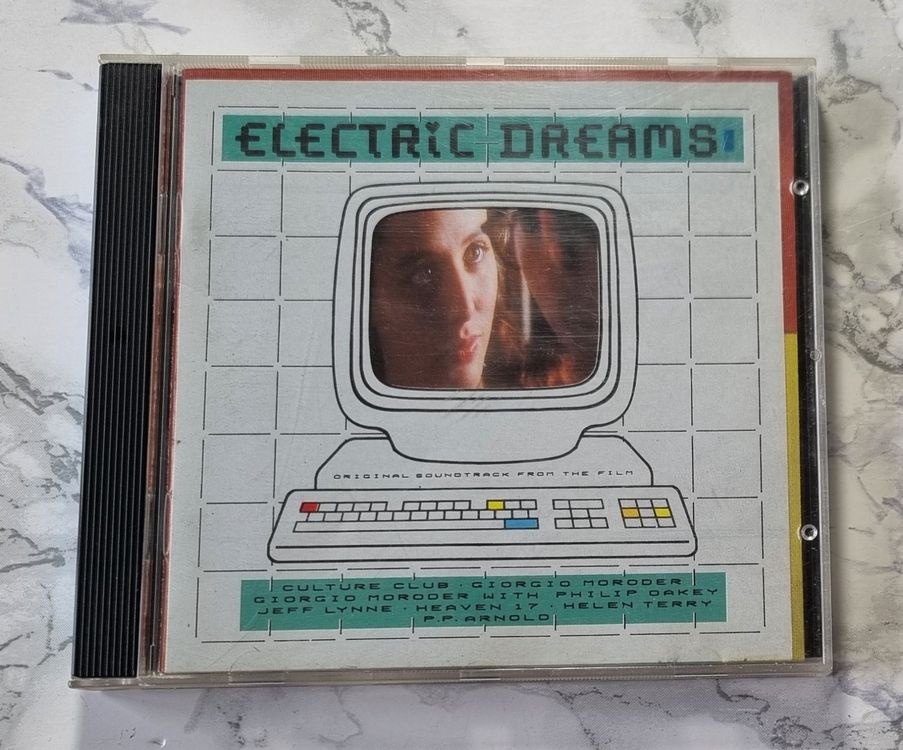 ELECTRiC DREAMS
ORIGINAL SOUNDTRACK FROM THE FILM
CULTURE CLUB · GIORGIO MORODER
GIORGIO MORODER WITH PHILIP OAKEY
JEFF LYNNE · HEAVEN 17 · HELEN TERRY
P.P. ARNOLD